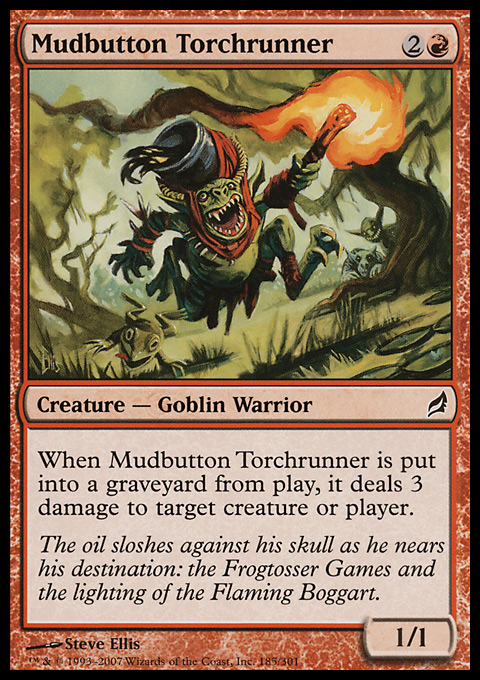 Mudbutton Torchrunner 2
Ellis
Creature — Goblin Warrior
When Mudbutton Torchrunner is put
into a graveyard from play, it deals 3
damage to target creature or player.
The oil sloshes against his skull as he nears
his destination: the Frogtosser Games and
the lighting of the Flaming Boggart.
Steve Ellis
1/1
™ & © 1993–2007 Wizards of the Coast, Inc. 185/301